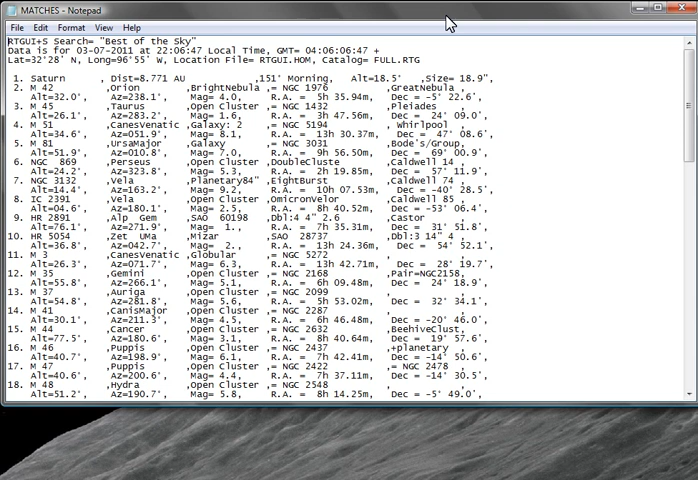 MATCHES - Notepad
File Edit Format View Help
RTGUI+S Search= "Best of the Sky"
Data is for 03-07-2011 at 22:06:47 Local Time, GMT= 04:06:06:47 +
Lat=32'28' N, Long=96'55' W, Location File= RTGUI.HOM, Catalog= FULL.RTG
1. Saturn , Dist=8.771 AU ,151' Morning, Alt=18.5' ,Size= 18.9",
2. M 42 ,Orion ,BrightNebula ,= NGC 1976 ,GreatNebula ,
Alt=32.0', Az=238.1', Mag= 4.0, R.A. = 5h 35.94m, Dec = -5' 22.6',
3. M 45 ,Taurus ,Open Cluster ,= NGC 1432 ,Pleiades ,
Alt=26.1', Az=283.2', Mag= 1.6, R.A. = 3h 47.56m, Dec = 24' 09.0',
4. M 51 ,CanesVenatic ,Galaxy: 2 ,= NGC 5194 , Whirlpool ,
Alt=34.6', Az=051.9', Mag= 8.1, R.A. = 13h 30.37m, Dec = 47' 08.6',
5. M 81 ,UrsaMajor ,Galaxy ,= NGC 3031 ,Bode's/Group,
Alt=51.9', Az=010.8', Mag= 7.0, R.A. = 9h 56.50m, Dec = 69' 00.9',
6. NGC 869 ,Perseus ,Open Cluster ,DoubleCluste ,Caldwell 14 ,
Alt=24.2', Az=323.8', Mag= 5.3, R.A. = 2h 19.85m, Dec = 57' 11.9',
7. NGC 3132 ,Vela ,Planetary84" ,EightBurst ,Caldwell 74 ,
Alt=14.4', Az=163.2', Mag= 9.2, R.A. = 10h 07.53m, Dec = -40' 28.5',
8. IC 2391 ,Vela ,Open Cluster ,OmicronVelor ,Caldwell 85 ,
Alt=04.6', Az=180.1', Mag= 2.5, R.A. = 8h 40.52m, Dec = -53' 06.4',
9. HR 2891 ,Alp Gem ,SAO 60198 ,Dbl:4 4" 2.6 ,Castor ,
Alt=76.1', Az=271.9', Mag= 1., R.A. = 7h 35.31m, Dec = 31' 51.8',
10. HR 5054 ,Zet UMa ,Mizar ,SAO 28737 ,Dbl:3 14" 4 ,
Alt=36.8', Az=042.7', Mag= 2., R.A. = 13h 24.36m, Dec = 54' 52.1',
11. M 3 ,CanesVenatic ,Globular ,= NGC 5272 , ,
Alt=26.3', Az=071.7', Mag= 6.3, R.A. = 13h 42.71m, Dec = 28' 19.7',
12. M 35 ,Gemini ,Open Cluster ,= NGC 2168 ,Pair=NGC2158,
Alt=55.8', Az=266.1', Mag= 5.1, R.A. = 6h 09.48m, Dec = 24' 18.9',
13. M 37 ,Auriga ,Open Cluster ,= NGC 2099 , ,
Alt=54.8', Az=281.8', Mag= 5.6, R.A. = 5h 53.02m, Dec = 32' 34.1',
14. M 41 ,CanisMajor ,Open Cluster ,= NGC 2287 , ,
Alt=30.1', Az=211.3', Mag= 4.5, R.A. = 6h 46.48m, Dec = -20' 46.0',
15. M 44 ,Cancer ,Open Cluster ,= NGC 2632 ,BeehiveClust,
Alt=77.5', Az=180.6', Mag= 3.1, R.A. = 8h 40.64m, Dec = 19' 57.6',
16. M 46 ,Puppis ,Open Cluster ,= NGC 2437 ,+planetary ,
Alt=40.7', Az=198.9', Mag= 6.1, R.A. = 7h 42.41m, Dec = -14' 50.6',
17. M 47 ,Puppis ,Open Cluster ,= NGC 2422 ,= NGC 2478 ,
Alt=40.6', Az=200.6', Mag= 4.4, R.A. = 7h 37.11m, Dec = -14' 30.5',
18. M 48 ,Hydra ,Open Cluster ,= NGC 2548 , ,
Alt=51.2', Az=190.7', Mag= 5.8, R.A. = 8h 14.25m, Dec = -5' 49.0',